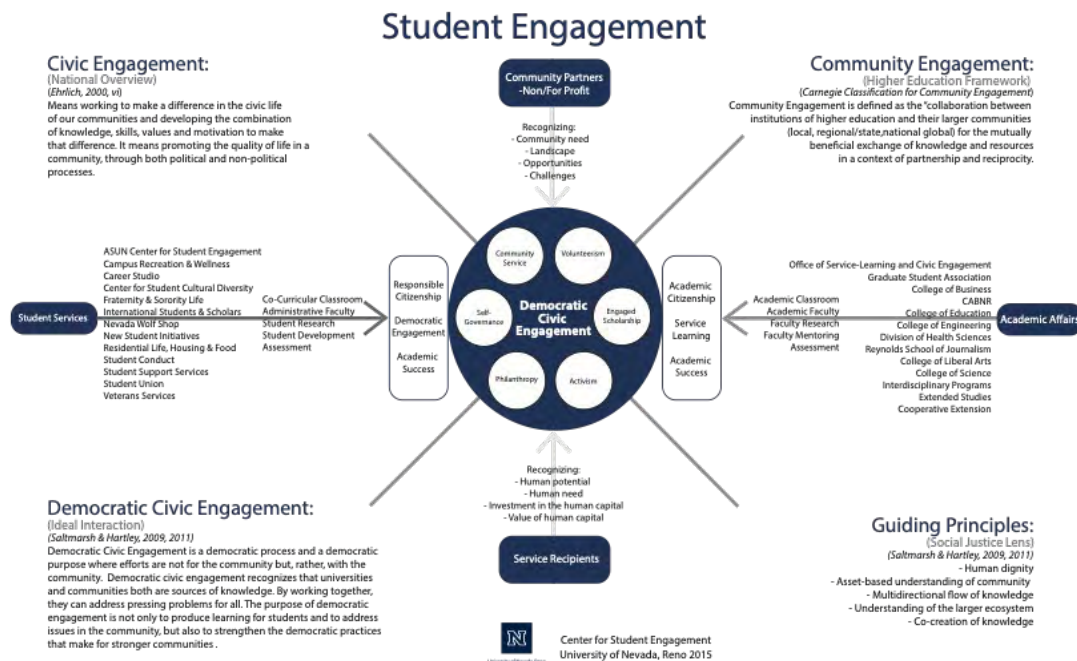 Student Engagement
Civic Engagement:
(National Overview)
(Ehrlich, 2000, vi)
Means working to make a difference in the civic life
of our communities and developing the combination
of knowledge, skills, values and motivation to make
that difference. It means promoting the quality of life in a
community, through both political and non-political
processes.
Community Partners
-Non/For Profit
Recognizing:
- Community need
- Landscape
- Opportunities
- Challenges
Community Engagement:
(Higher Education Framework)
(Carnegie Classification for Community Engagement)
Community Engagement is defined as the "collaboration between
institutions of higher education and their larger communities
(local, regional/state,national global) for the mutually
beneficial exchange of knowledge and resources
in a context of partnership and reciprocity.
Student Services
ASUN Center for Student Engagement
Campus Recreation & Wellness
Career Studio
Center for Student Cultural Diversity
Fraternity & Sorority Life
International Students & Scholars
Nevada Wolf Shop
New Student Initiatives
Residential Life, Housing & Food
Student Conduct
Student Support Services
Student Union
Veterans Services
Co-Curricular Classroom
Administrative Faculty
Student Research
Student Development
Assessment
Responsible
Citizenship
Democratic
Engagement
Academic
Success
Community
Service
Volunteerism
Self-
Governance
Democratic
Civic
Engagement
Engaged
Scholarship
Philanthropy
Activism
Academic
Citizenship
Service
Learning
Academic
Success
Academic Classroom
Academic Faculty
Faculty Research
Faculty Mentoring
Assessment
Office of Service-Learning and Civic Engagement
Graduate Student Association
College of Business
CABNR
College of Education
College of Engineering
Division of Health Sciences
Reynolds School of Journalism
College of Liberal Arts
College of Science
Interdisciplinary Programs
Extended Studies
Cooperative Extension
Academic Affairs
Recognizing:
- Human potential
- Human need
- Investment in the human capital
- Value of human capital
Service Recipients
Democratic Civic Engagement:
(Ideal Interaction)
(Saltmarsh & Hartley, 2009, 2011)
Democratic Civic Engagement is a democratic process and a democratic
purpose where efforts are not for the community but, rather, with the
community. Democratic civic engagement recognizes that universities
and communities both are sources of knowledge. By working together,
they can address pressing problems for all. The purpose of democratic
engagement is not only to produce learning for students and to address
issues in the community, but also to strengthen the democratic practices
that make for stronger communities .
Guiding Principles:
(Social Justice Lens)
(Saltmarsh & Hartley, 2009, 2011)
- Human dignity
- Asset-based understanding of community
- Multidirectional flow of knowledge
- Understanding of the larger ecosystem
- Co-creation of knowledge
N
Center for Student Engagement
University of Nevada, Reno 2015